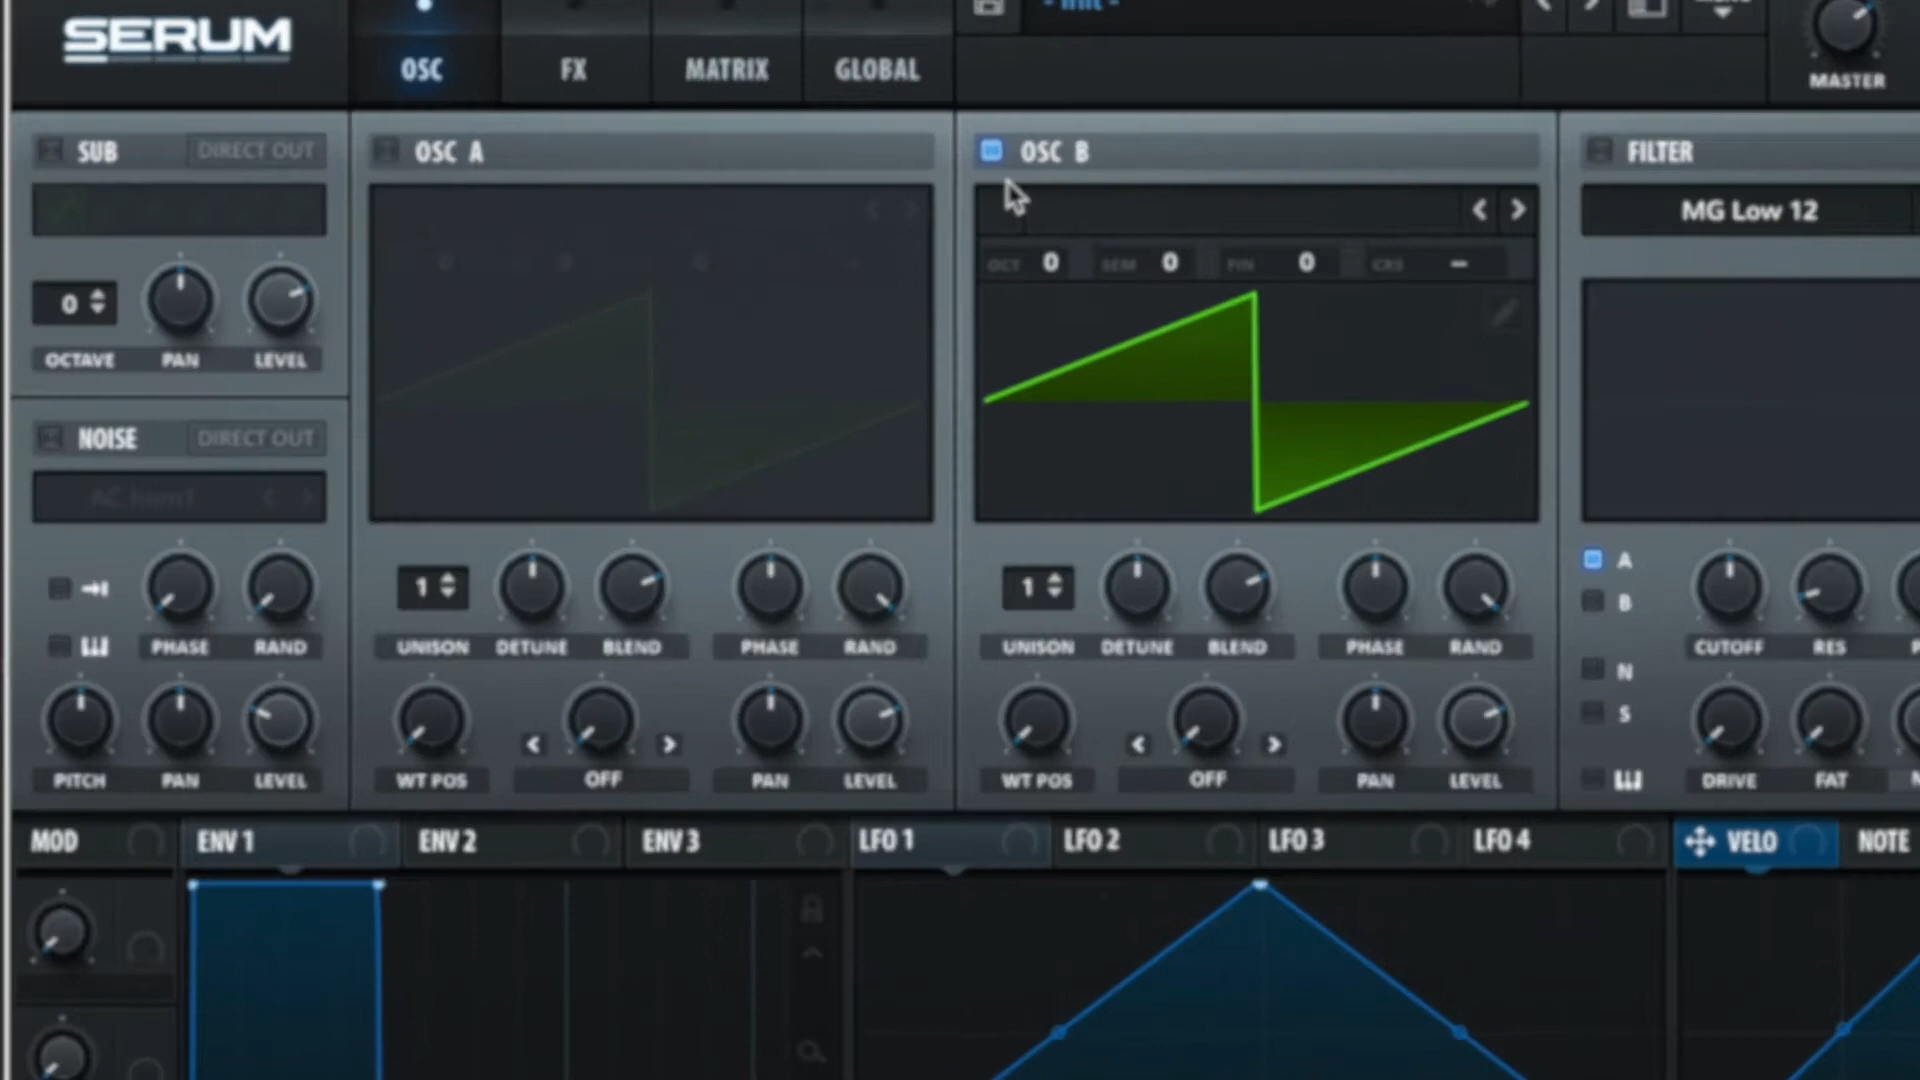 SERUM
OSC
FX
MATRIX
GLOBAL
- Init -
MASTER
SUB
DIRECT OUT
0
OCTAVE
PAN
LEVEL
NOISE
DIRECT OUT
PHASE
RAND
PITCH
PAN
LEVEL
OSC A
1
UNISON
DETUNE
BLEND
PHASE
RAND
WT POS
OFF
PAN
LEVEL
OSC B
OCT 0
SEM 0
FIN 0
CRS --
1
UNISON
DETUNE
BLEND
PHASE
RAND
WT POS
OFF
PAN
LEVEL
FILTER
MG Low 12
A
B
N
S
CUTOFF
RES
DRIVE
FAT
MOD
ENV 1
ENV 2
ENV 3
LFO 1
LFO 2
LFO 3
LFO 4
VELO
NOTE